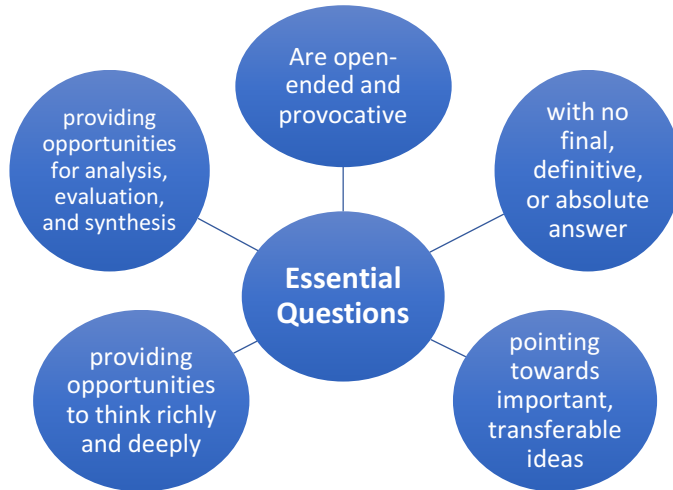 Are open-
ended and
provocative
with no
final,
definitive,
or absolute
answer
pointing
towards
important,
transferable
ideas
providing
opportunities
to think richly
and deeply
providing
opportunities
for analysis,
evaluation,
and synthesis
Essential
Questions